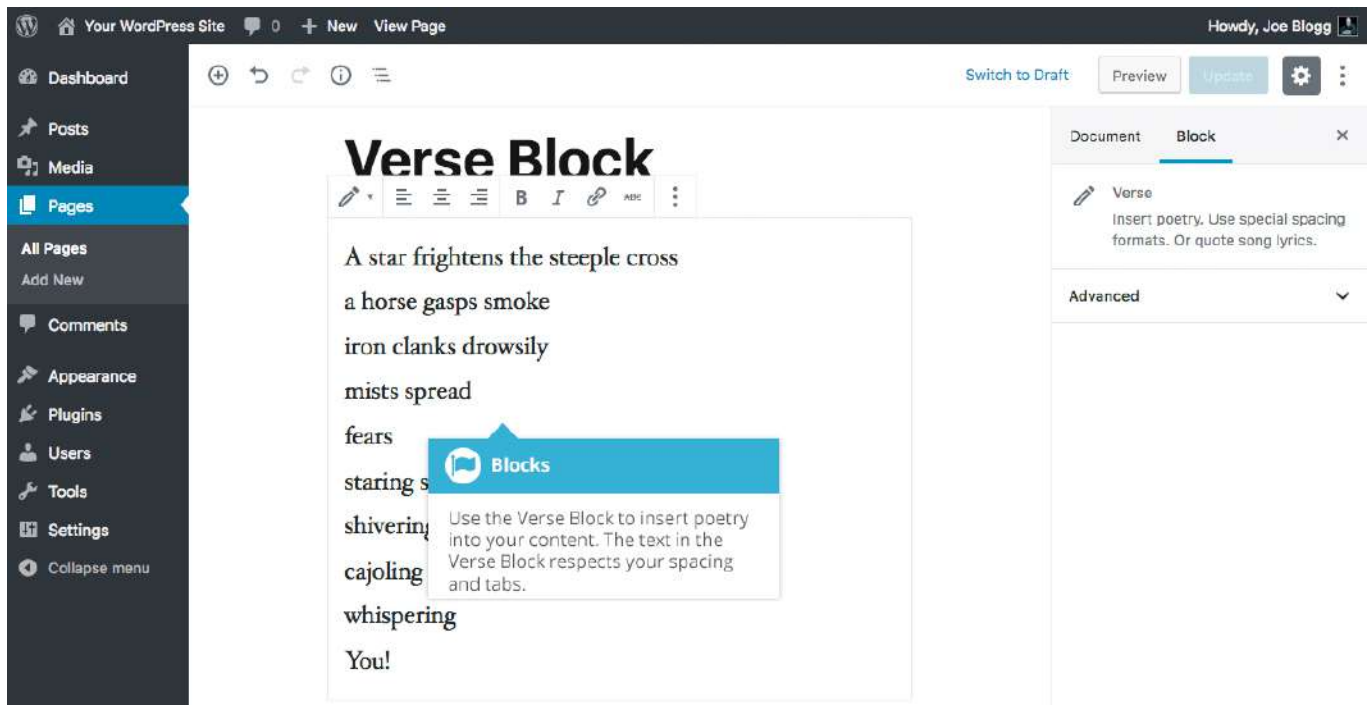 Your WordPress Site 0 New View Page Howdy, Joe Blogg
Dashboard
Posts
Media
Pages
All Pages
Add New
Comments
Appearance
Plugins
Users
Tools
Settings
Collapse menu
Switch to Draft Preview Update
Verse Block
B I ABC
A star frightens the steeple cross
a horse gasps smoke
iron clanks drowsily
mists spread
fears
staring s
shivering
cajoling
whispering
You!
Blocks
Use the Verse Block to insert poetry
into your content. The text in the
Verse Block respects your spacing
and tabs.
Document Block
Verse
Insert poetry. Use special spacing
formats. Or quote song lyrics.
Advanced